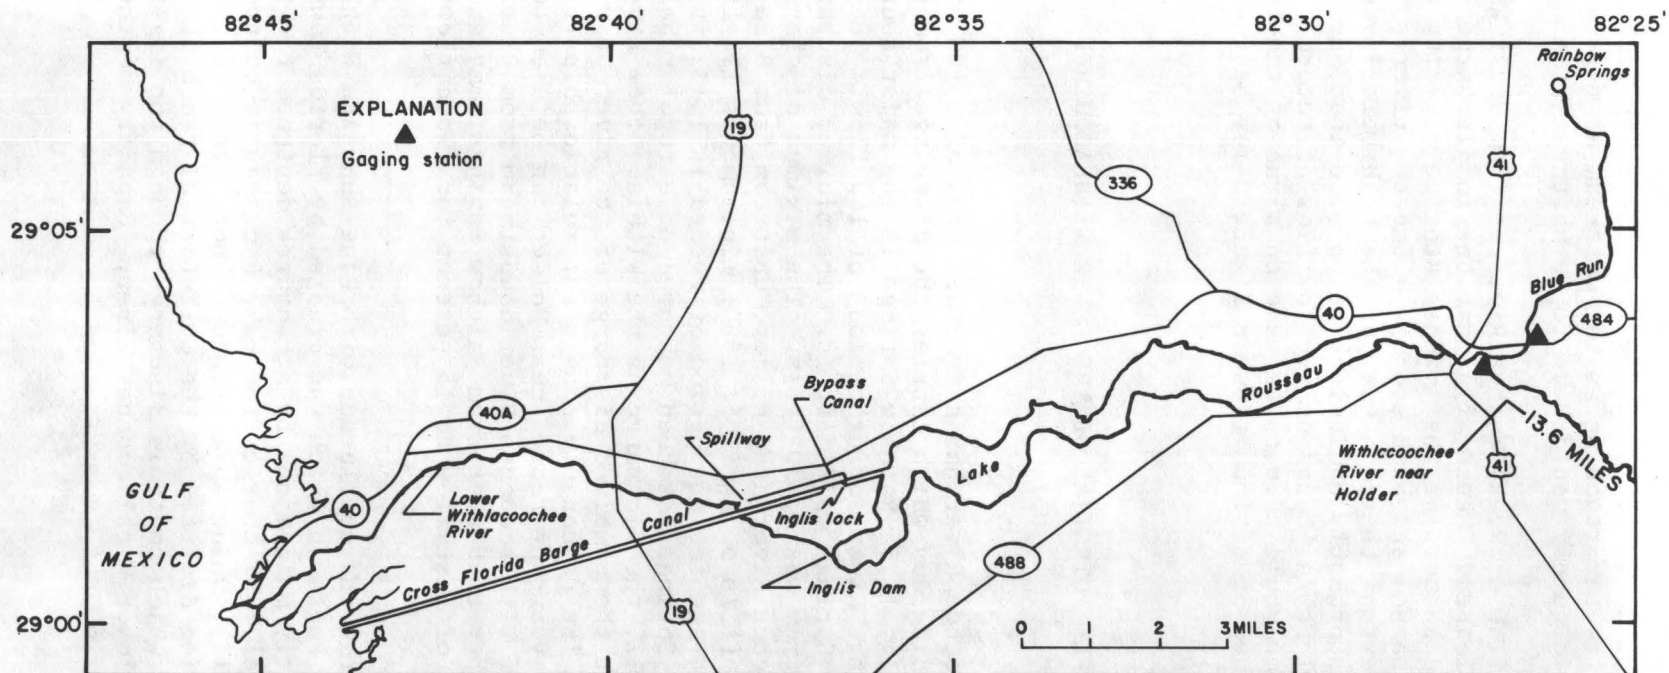 82°45' 82°40' 82°35' 82°30' 82°25'
Rainbow
Springs
EXPLANATION
Gaging station
19
41
336
29°05'
Blue Run
40
484
Bypass
Canal
Rousseau
40A
Spillway
13.6 MILES
Withlccoochee
River near
Holder
41
Lake
GULF
OF
MEXICO
40
Lower
Withlacoochee
River
Canal
Inglis lock
Cross Florida Barge
488
Inglis Dam
19
29°00'
0 1 2 3 MILES